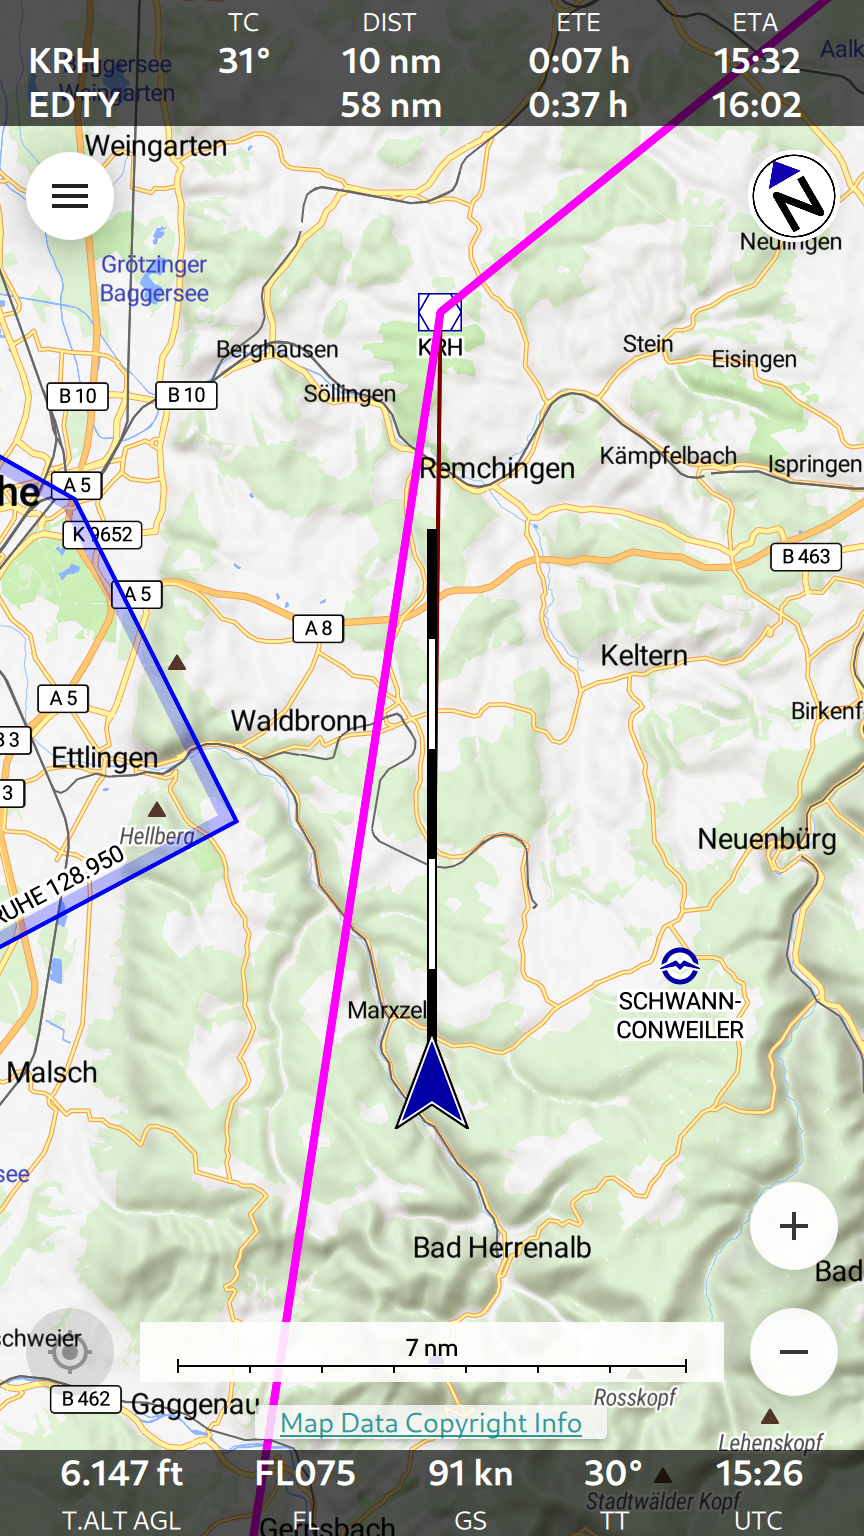 TC DIST ETE ETA
KRH 31° 10 nm 0:07 h 15:32
EDTY 58 nm 0:37 h 16:02
Baggersee
Weingarten
Aalk
Weingarten
N
Neulingen
Grötzinger
Baggersee
KRH
Berghausen
Stein
Eisingen
Söllingen
B 10
B 10
Remchingen
Kämpfelbach
Ispringen
he
A 5
K 9652
B 463
A 5
A 8
Keltern
A 5
Birkenf
Waldbronn
B 3
Ettlingen
3
Hellberg
Neuenbürg
RUHE 128.950
SCHWANN-
CONWEILER
Marxzel
Malsch
see
Bad Herrenalb
Bad
schweier
7 nm
B 462
Gaggenau
Rosskopf
Map Data Copyright Info
Lehenskopf
6.147 ft FL075 91 kn 30° 15:26
Stadtwälder Kopf
T.ALT AGL FL GS TT UTC
Gernsbach